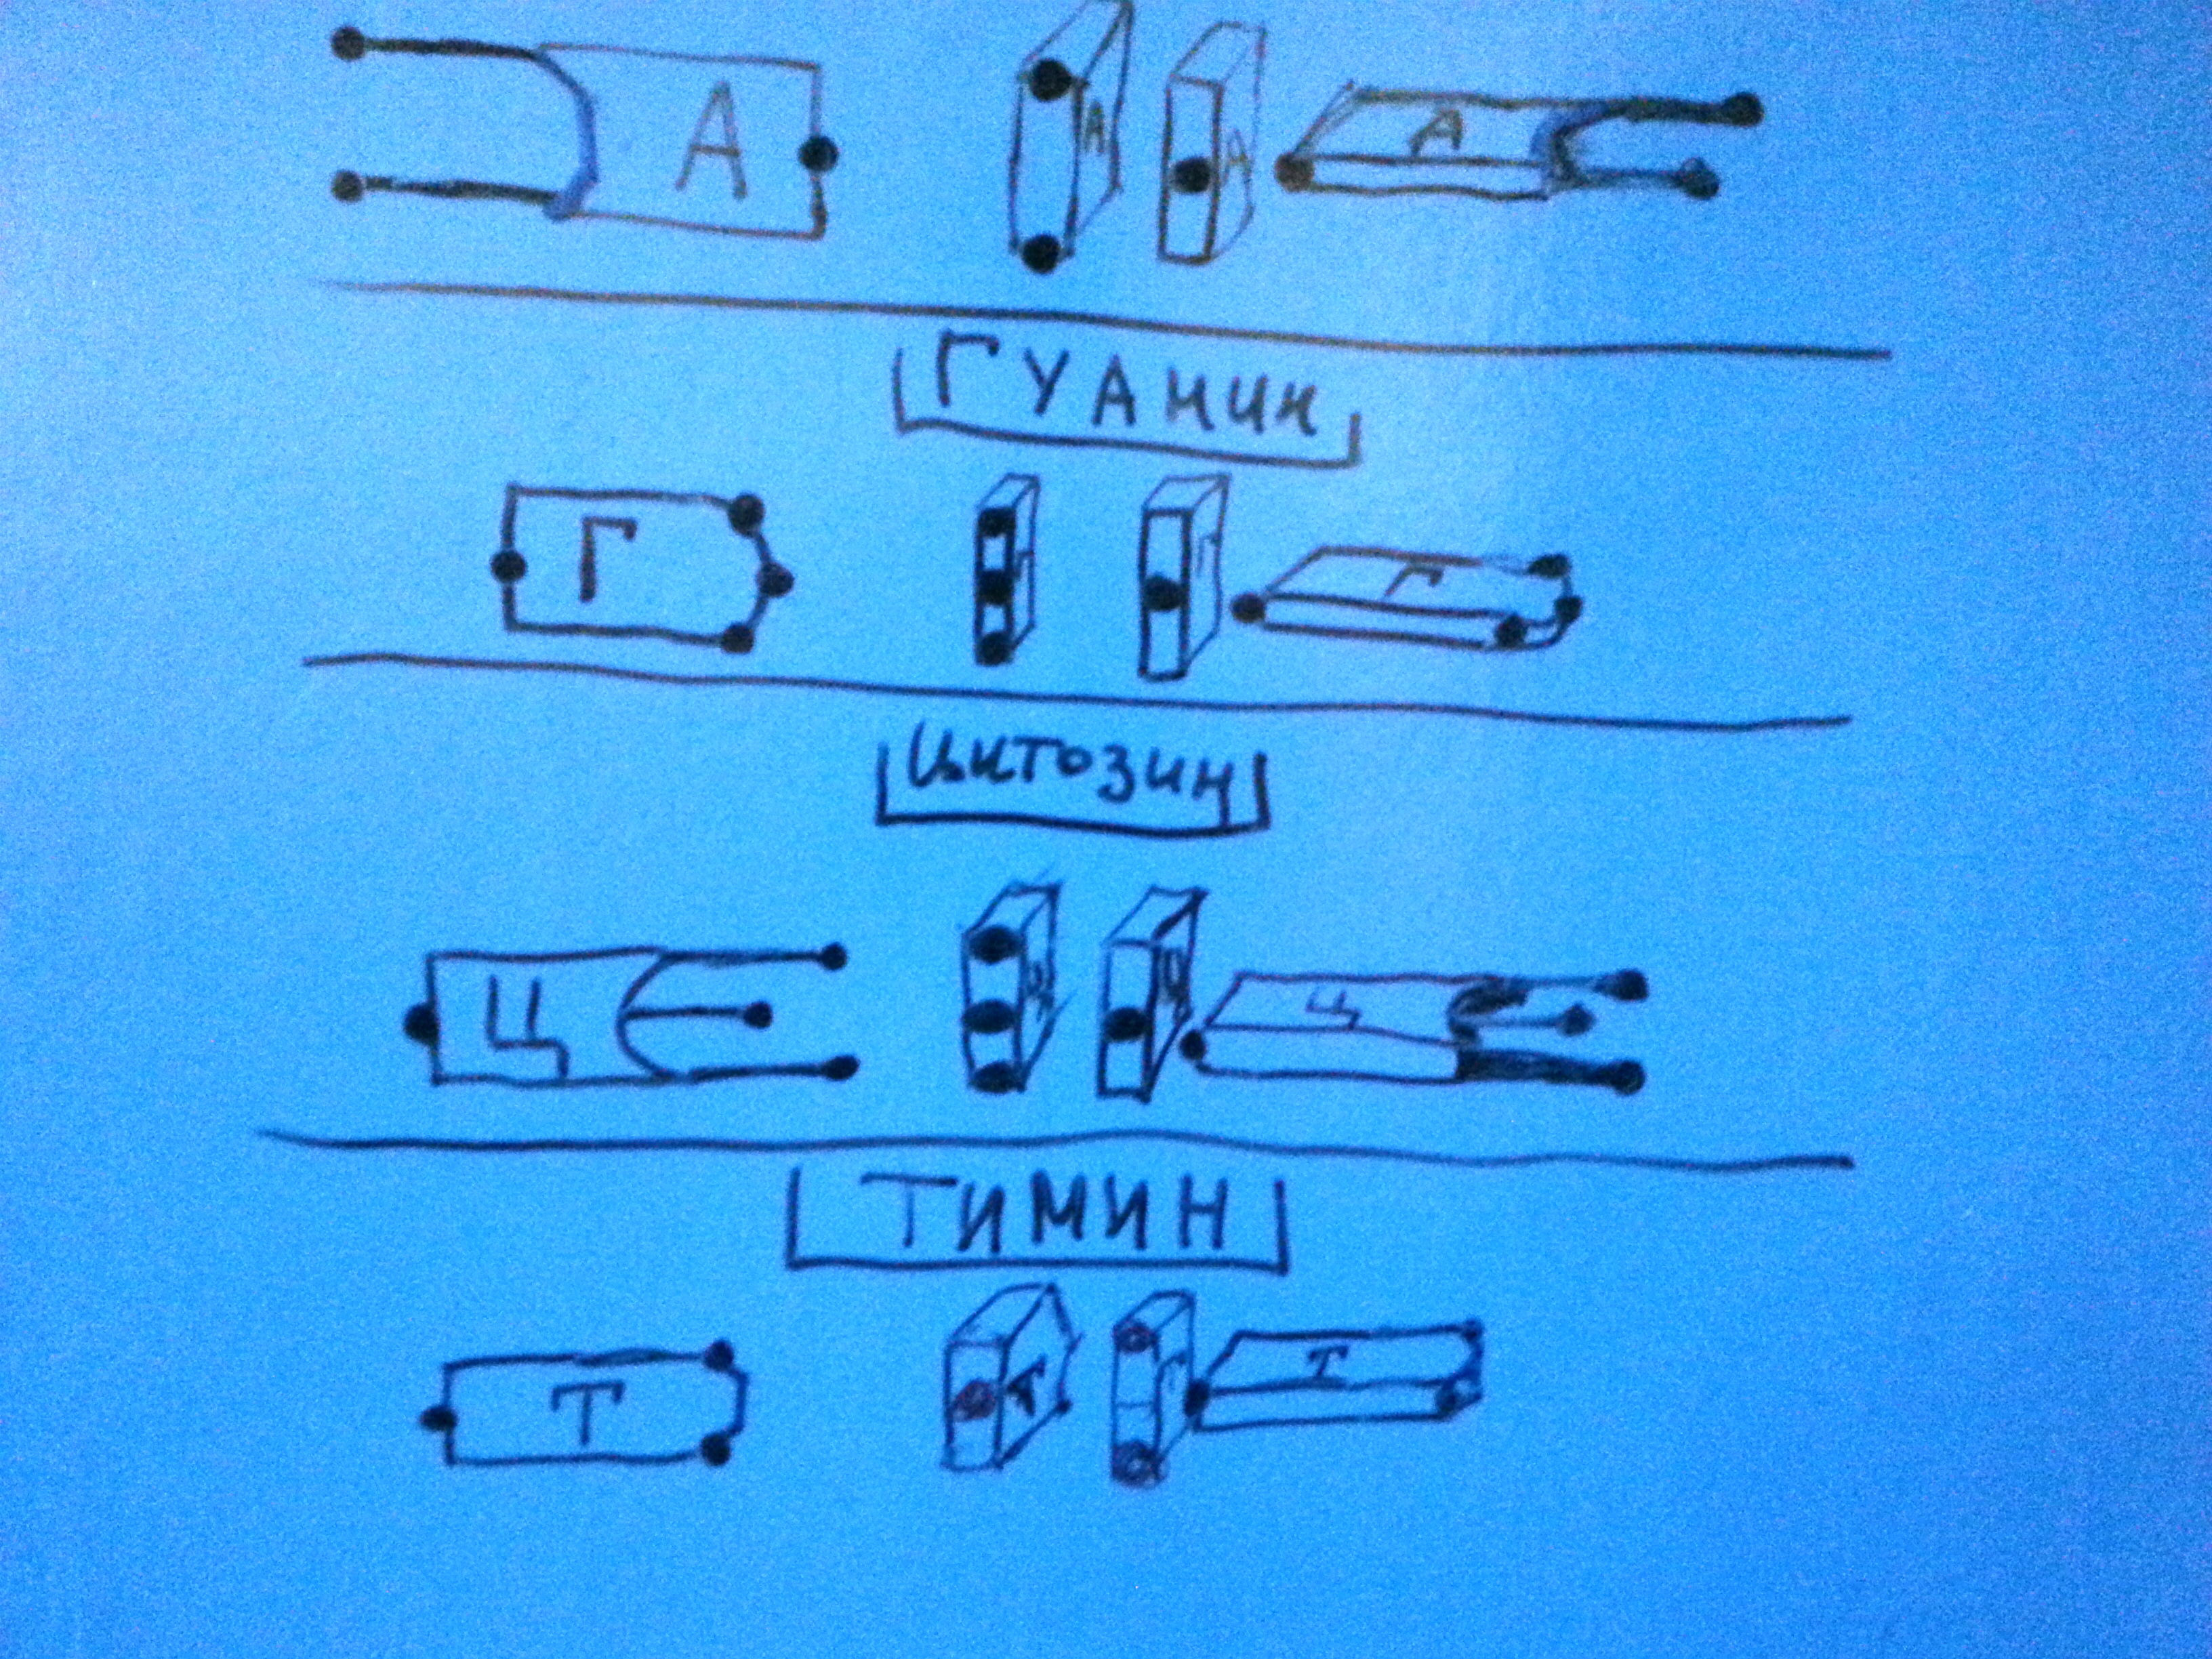 А А А А
ГУАНИН
Г Г Г Г
Цитозин
Ц Ц Ц Ц
ТИМИН
Т Т Т Т